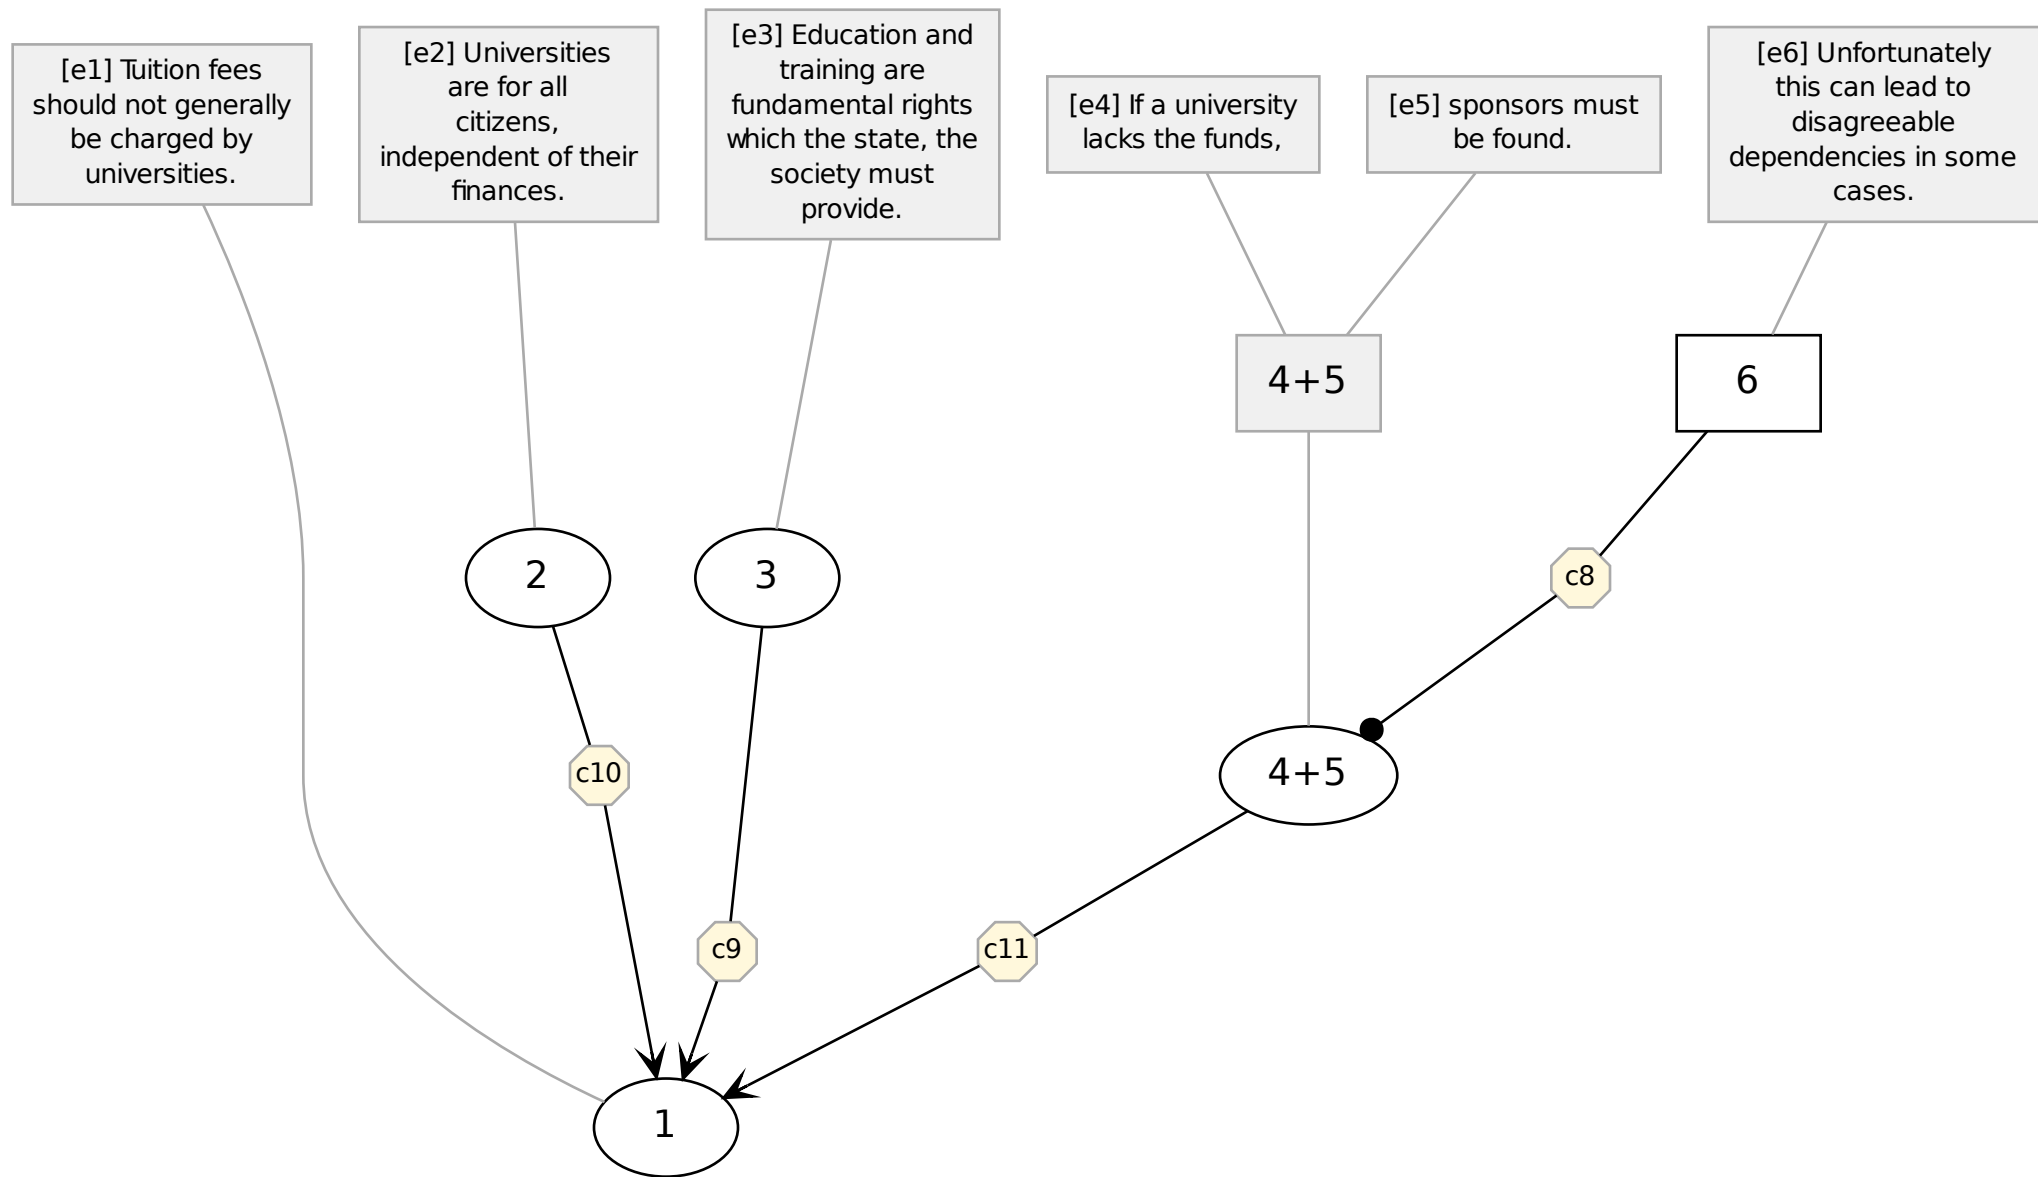 [e1] Tuition fees
should not generally
be charged by
universities.
[e2] Universities
are for all
citizens,
independent of their
finances.
[e3] Education and
training are
fundamental rights
which the state, the
society must
provide.
[e4] If a university
lacks the funds,
[e5] sponsors must
be found.
[e6] Unfortunately
this can lead to
disagreeable
dependencies in some
cases.
4+5
6
2
3
c8
c10
4+5
c9
c11
1